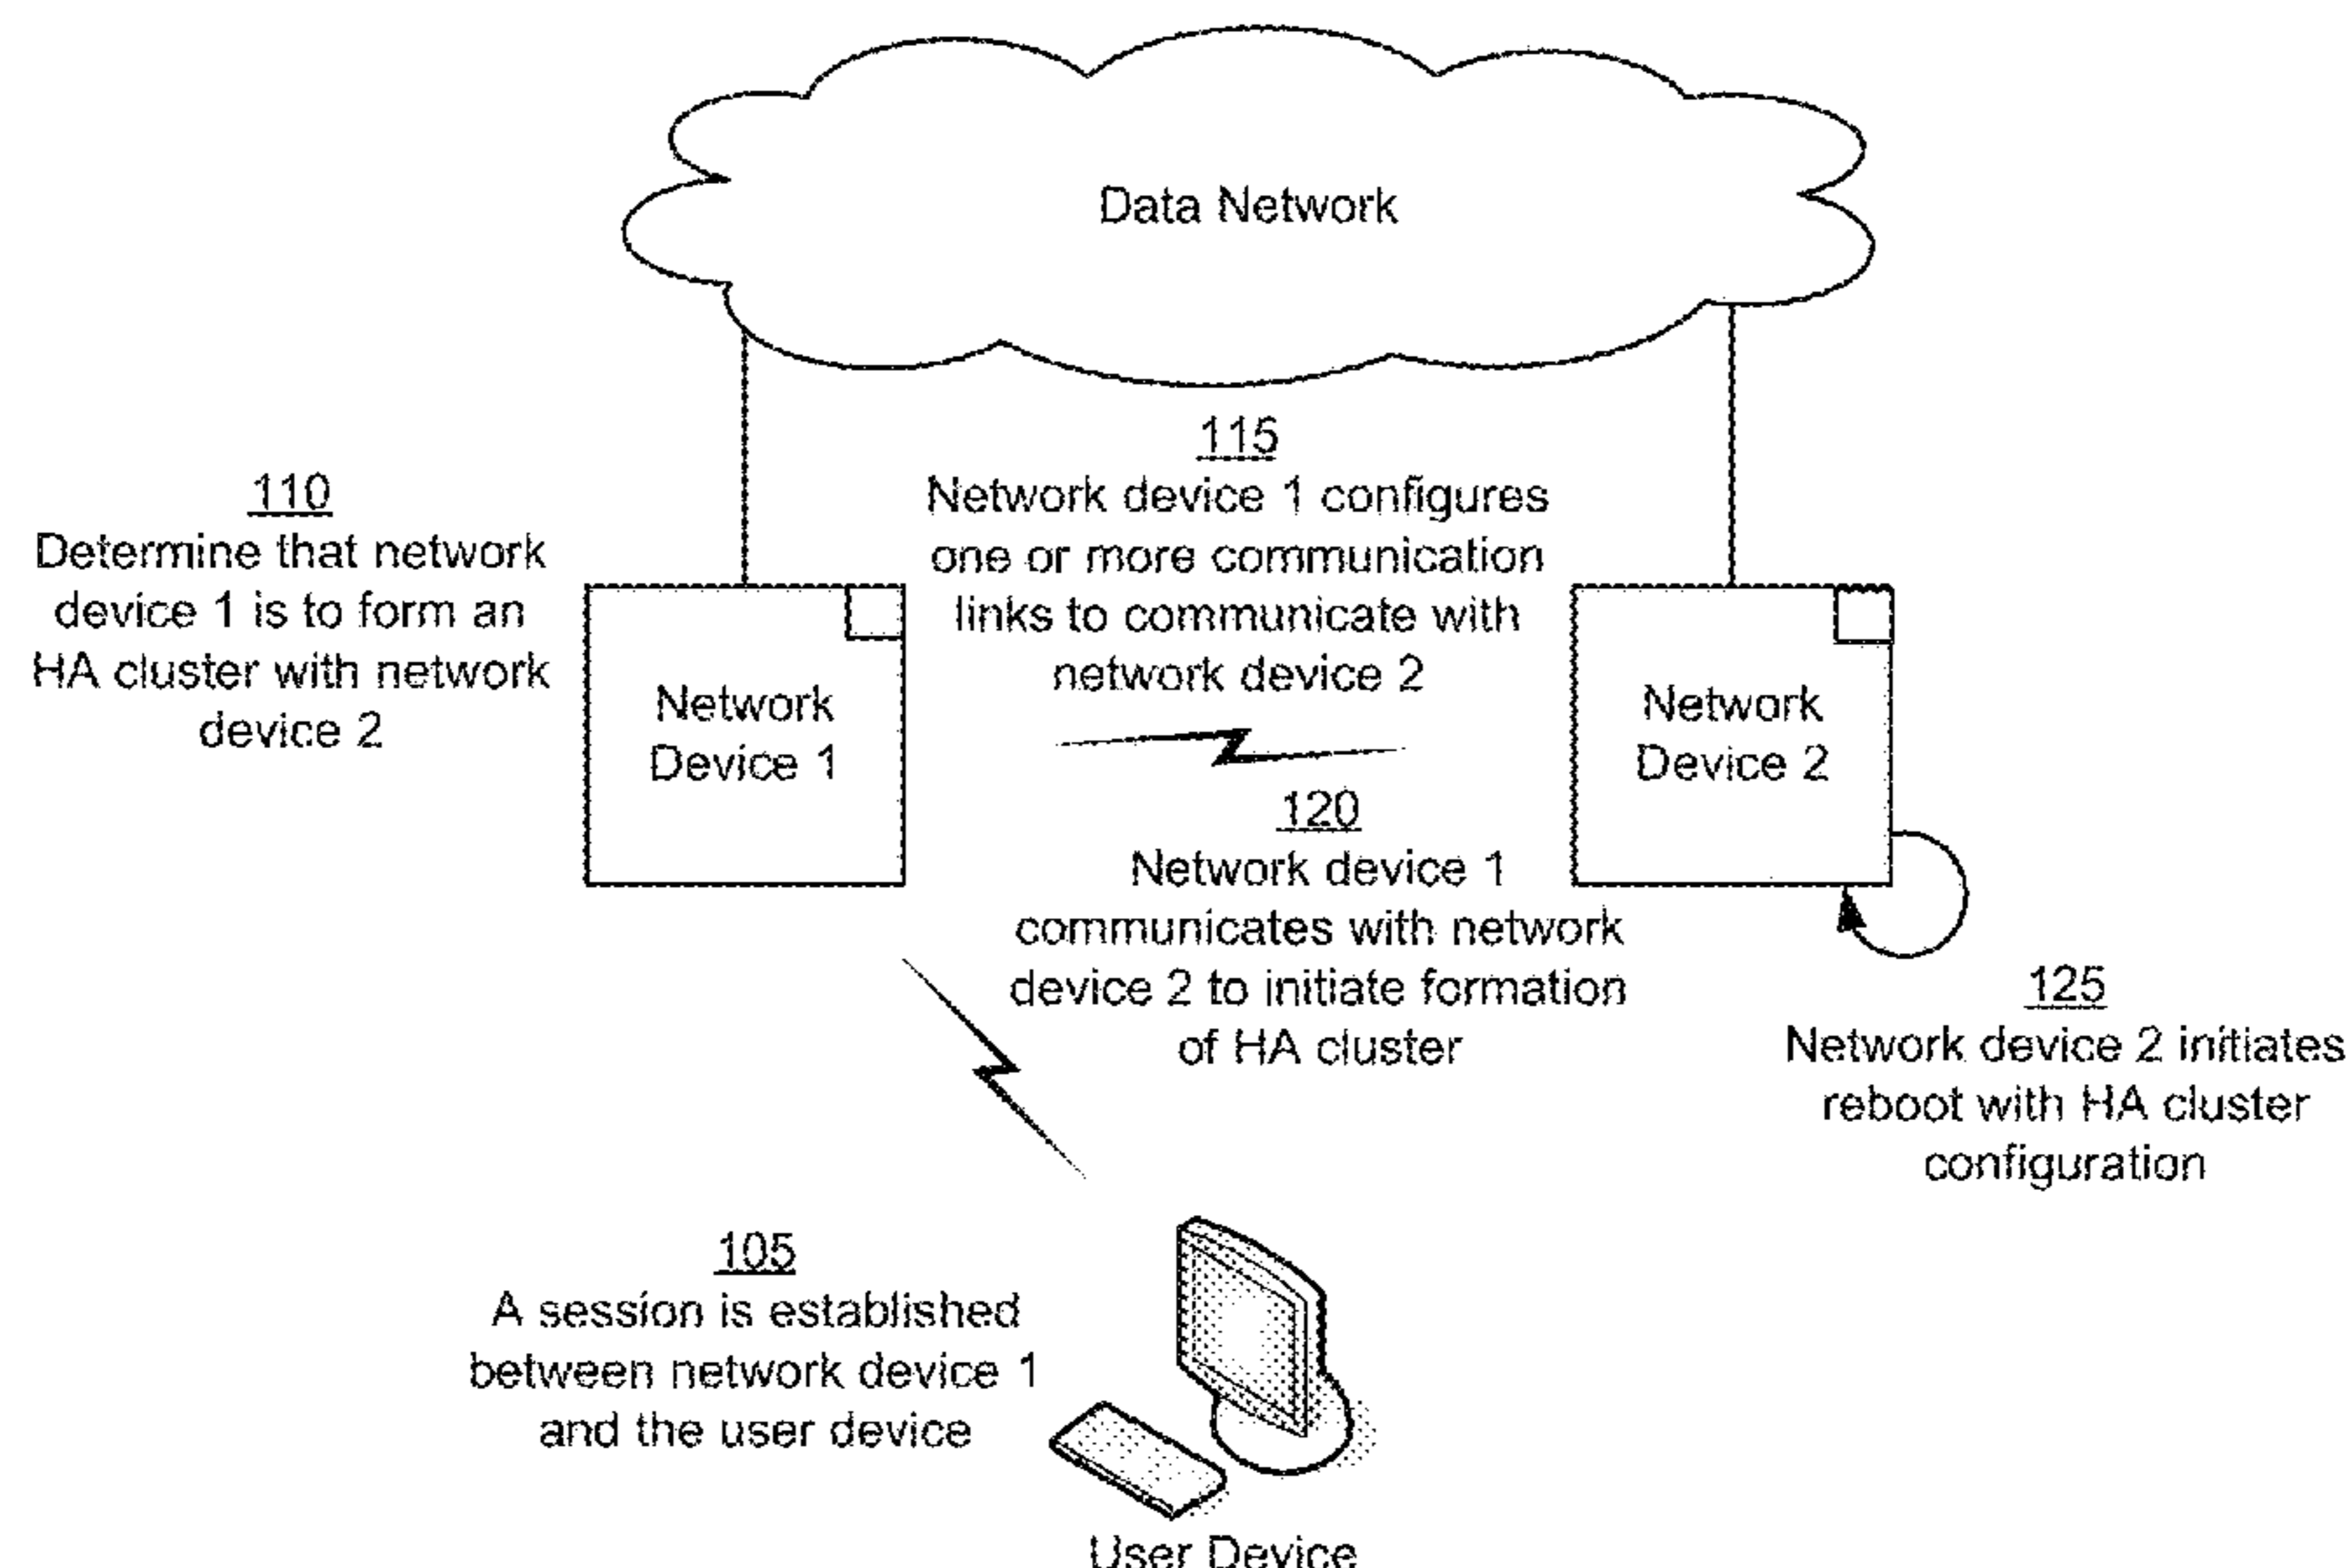 Data Network
110
Determine that network
device 1 is to form an
HA cluster with network
device 2
115
Network device 1 configures
one or more communication
links to communicate with
network device 2
Network
Device 1
Network
Device 2
120
Network device 1
communicates with network
device 2 to initiate formation
of HA cluster
125
Network device 2 initiates
reboot with HA cluster
configuration
105
A session is established
between network device 1
and the user device
User Device